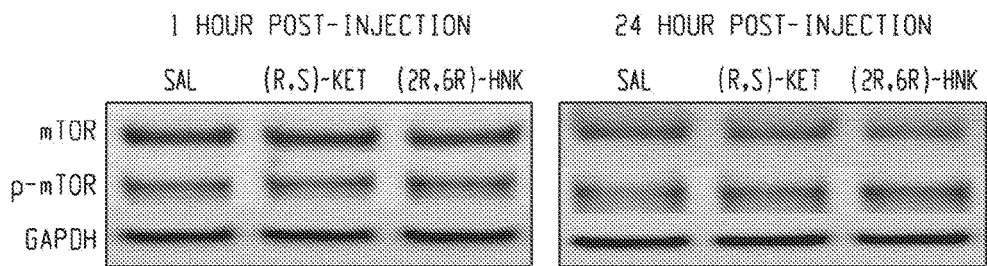 1 HOUR POST-INJECTION 24 HOUR POST-INJECTION
SAL (R,S)-KET (2R,6R)-HNK SAL (R,S)-KET (2R,6R)-HNK
mTOR
p-mTOR
GAPDH